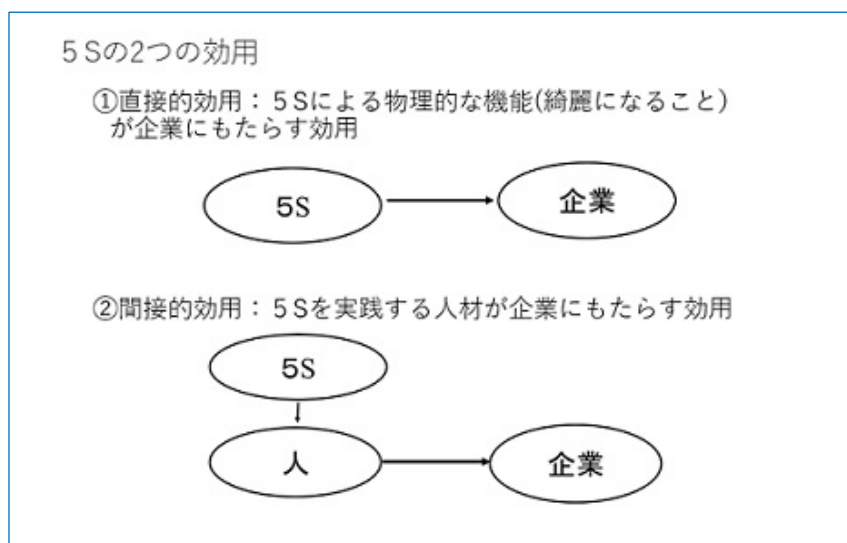 ５Sの2つの効用
①直接的効用：５Sによる物理的な機能(綺麗になること)
が企業にもたらす効用
５S
企業
②間接的効用：５Sを実践する人材が企業にもたらす効用
５S
人
企業